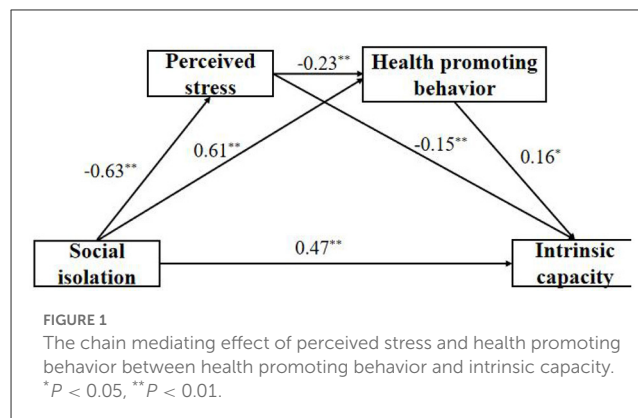 Perceived
stress
-0.23**
Health promoting
behavior
-0.63**
0.61**
-0.15**
0.16*
Social
isolation
0.47**
Intrinsic
capacity
FIGURE 1
The chain mediating effect of perceived stress and health promoting
behavior between health promoting behavior and intrinsic capacity.
*P < 0.05, **P < 0.01.